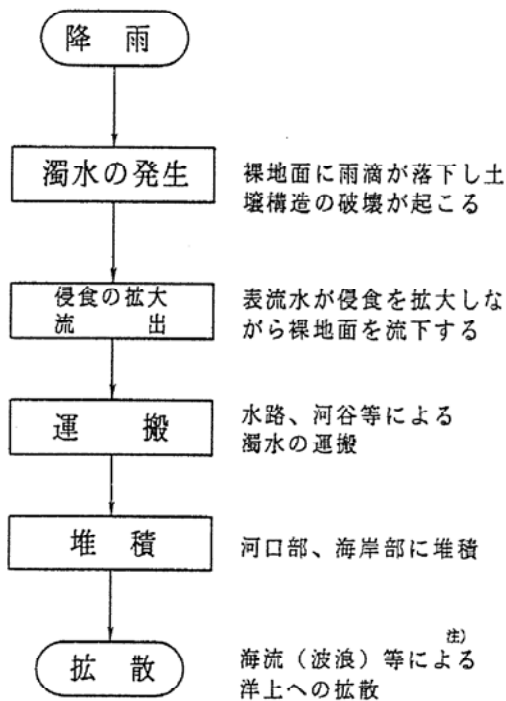 降 雨
濁水の発生
裸地面に雨滴が落下し土
壌構造の破壊が起こる
侵食の拡大
流 出
表流水が侵食を拡大しな
がら裸地面を流下する
運 搬
水路、河谷等による
濁水の運搬
堆 積
河口部、海岸部に堆積
拡 散
注)
海流（波浪）等による
洋上への拡散